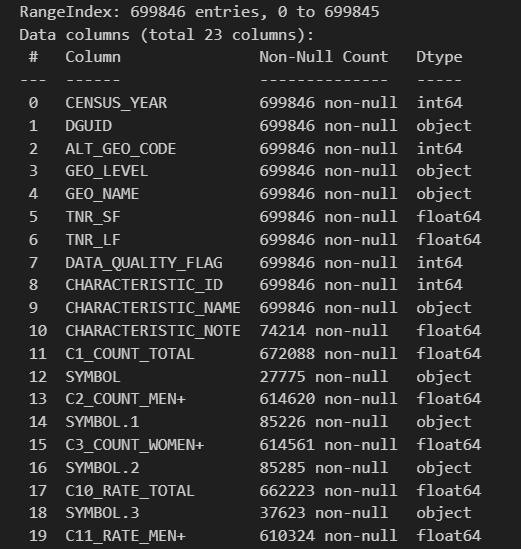 RangeIndex: 699846 entries, 0 to 699845
Data columns (total 23 columns):
 #   Column               Non-Null Count   Dtype
---  ------               --------------   -----
 0   CENSUS_YEAR          699846 non-null  int64
 1   DGUID                699846 non-null  object
 2   ALT_GEO_CODE         699846 non-null  int64
 3   GEO_LEVEL            699846 non-null  object
 4   GEO_NAME             699846 non-null  object
 5   TNR_SF               699846 non-null  float64
 6   TNR_LF               699846 non-null  float64
 7   DATA_QUALITY_FLAG    699846 non-null  int64
 8   CHARACTERISTIC_ID    699846 non-null  int64
 9   CHARACTERISTIC_NAME  699846 non-null  object
 10  CHARACTERISTIC_NOTE  74214 non-null   float64
 11  C1_COUNT_TOTAL       672088 non-null  float64
 12  SYMBOL               27775 non-null   object
 13  C2_COUNT_MEN+        614620 non-null  float64
 14  SYMBOL.1             85226 non-null   object
 15  C3_COUNT_WOMEN+      614561 non-null  float64
 16  SYMBOL.2             85285 non-null   object
 17  C10_RATE_TOTAL       662223 non-null  float64
 18  SYMBOL.3             37623 non-null   object
 19  C11_RATE_MEN+        610324 non-null  float64